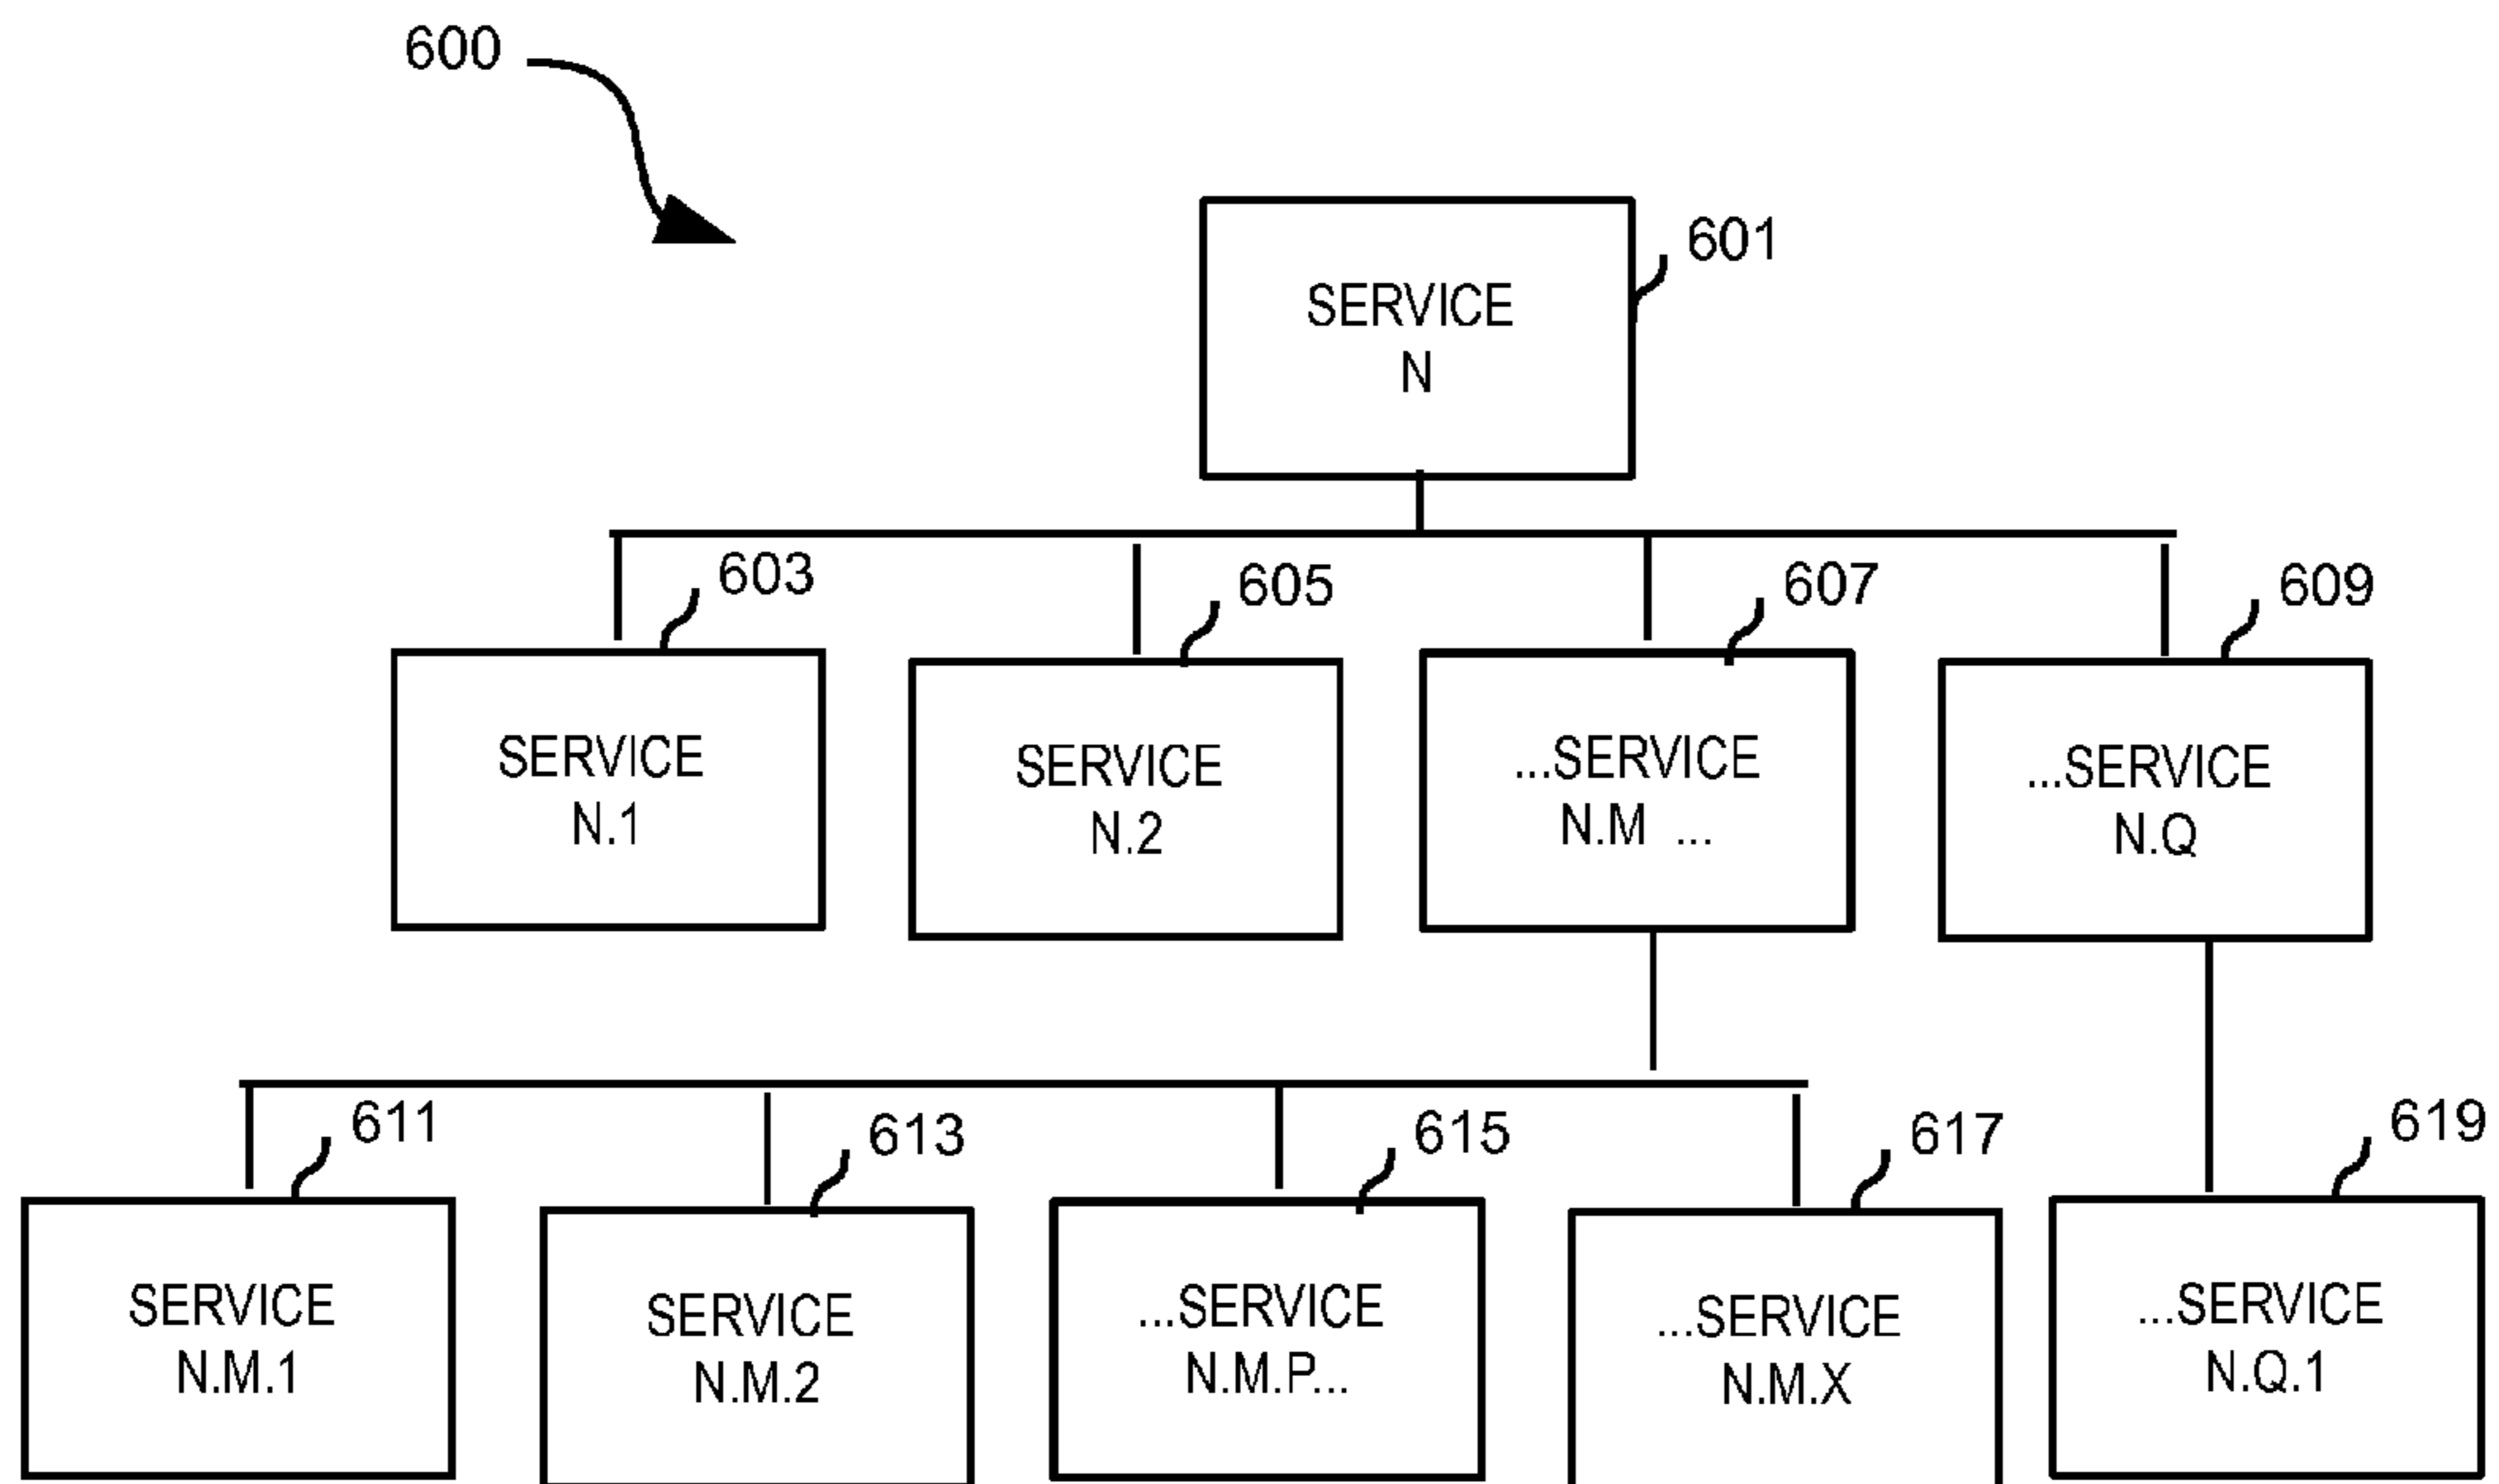 600
601
SERVICE
N
603
605
607
609
SERVICE
N.1
SERVICE
N.2
...SERVICE
N.M ...
...SERVICE
N.Q
611
613
615
617
619
SERVICE
N.M.1
SERVICE
N.M.2
...SERVICE
N.M.P...
...SERVICE
N.M.X
...SERVICE
N.Q.1